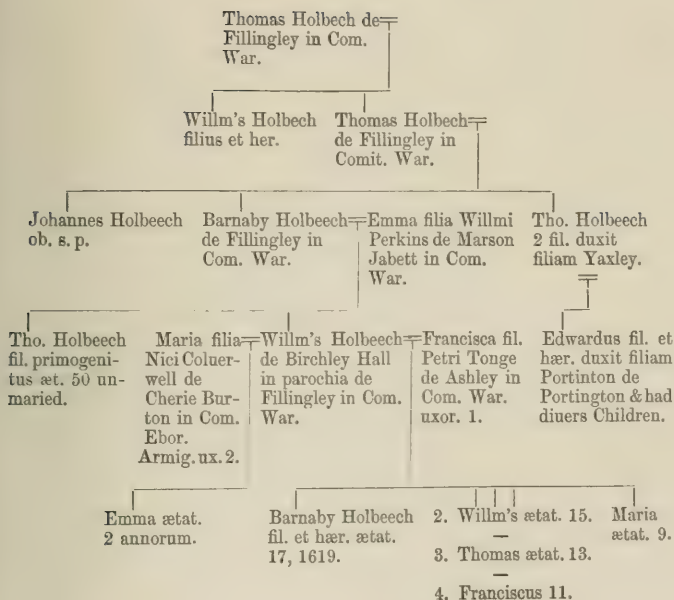 Thomas Holbech de
Fillingley in Com.
War.
Willm's Holbech
filius et her.
Thomas Holbech
de Fillingley in
Comit. War.
Johannes Holbeech
ob. s. p.
Barnaby Holbeech
de Fillingley in
Com. War.
Emma filia Willmi
Perkins de Marson
Jabett in Com.
War.
Tho. Holbeech
2 fil. duxit
filiam Yaxley.
Tho. Holbeech
fil. primogeni-
tus æt. 50 un-
maried.
Maria filia
Nici Coluer-
well de
Cherie Bur-
ton in Com.
Ebor.
Armig. ux. 2.
Willm's Holbeech
de Birchley Hall
in parochia de
Fillingley in Com.
War.
Francisca fil.
Petri Tonge
de Ashley in
Com. War.
uxor. 1.
Edwardus fil. et
hær. duxit filiam
Portinton de
Portington & had
diuers Children.
Emma ætat.
2 annorum.
Barnaby Holbeech
fil. et hær. ætat.
17, 1619.
2. Willm's ætat. 15.
3. Thomas ætat. 13.
4. Franciscus 11.
Maria
ætat. 9.